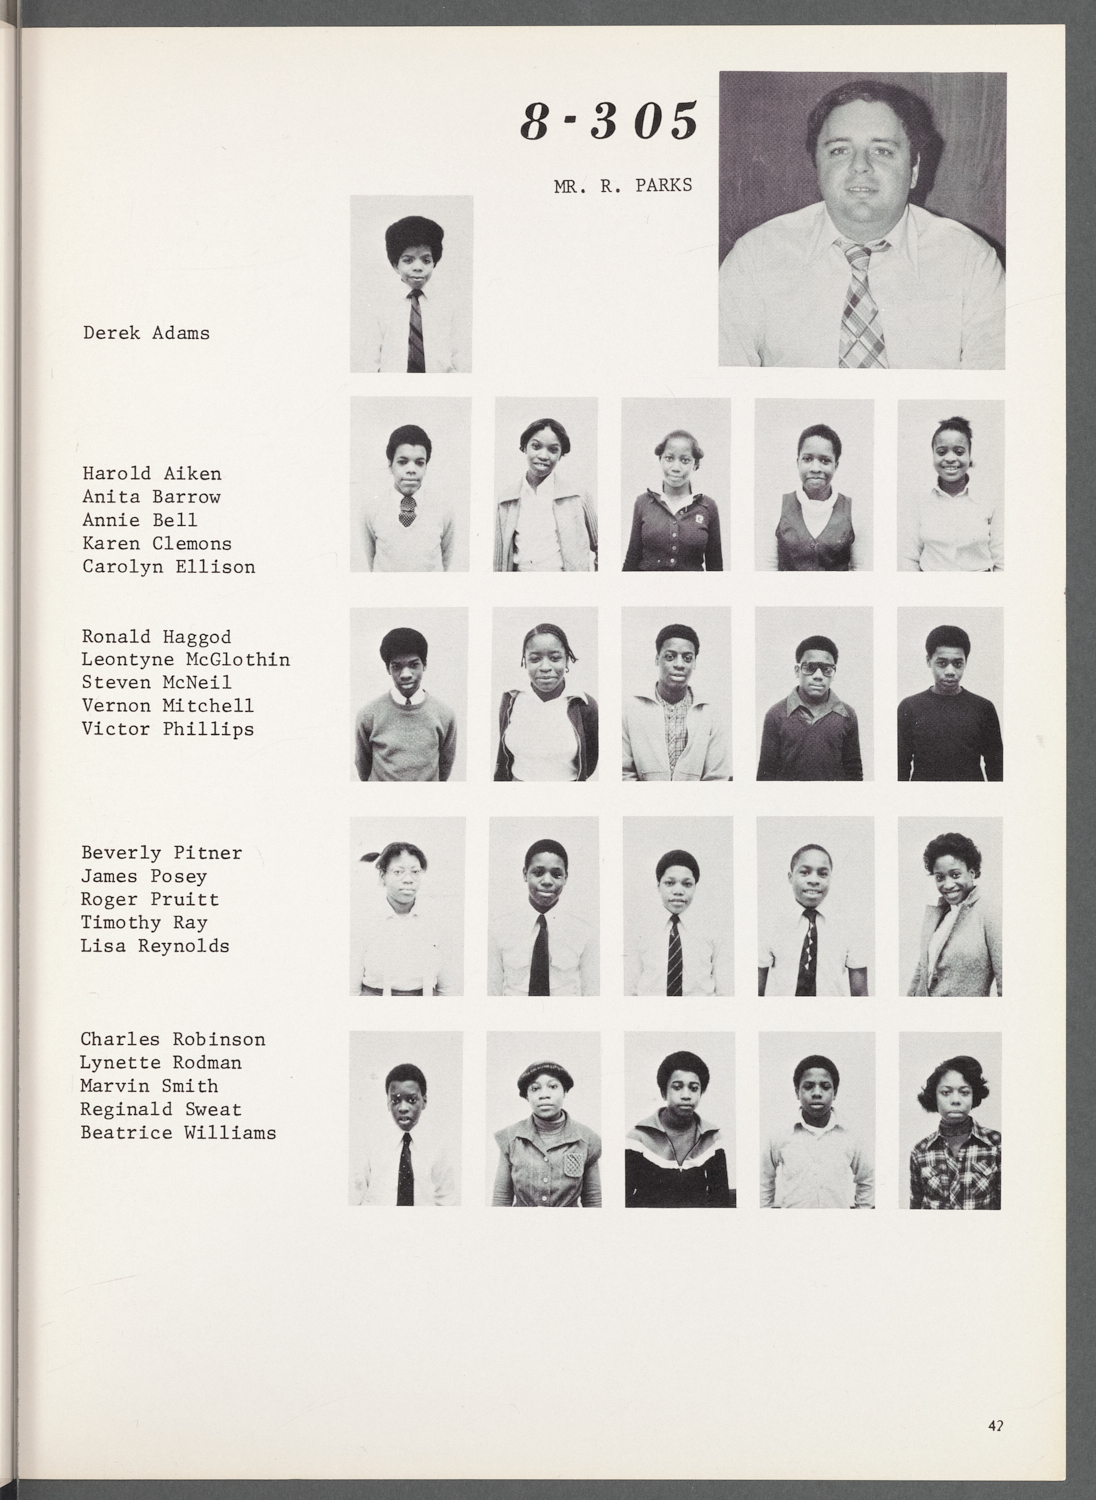 8-305
MR. R. PARKS
Derek Adams
Harold Aiken
Anita Barrow
Annie Bell
Karen Clemons
Carolyn Ellison
Ronald Haggod
Leontyne McGlothin
Steven McNeil
Vernon Mitchell
Victor Phillips
Beverly Pitner
James Posey
Roger Pruitt
Timothy Ray
Lisa Reynolds
Charles Robinson
Lynette Rodman
Marvin Smith
Reginald Sweat
Beatrice Williams
42